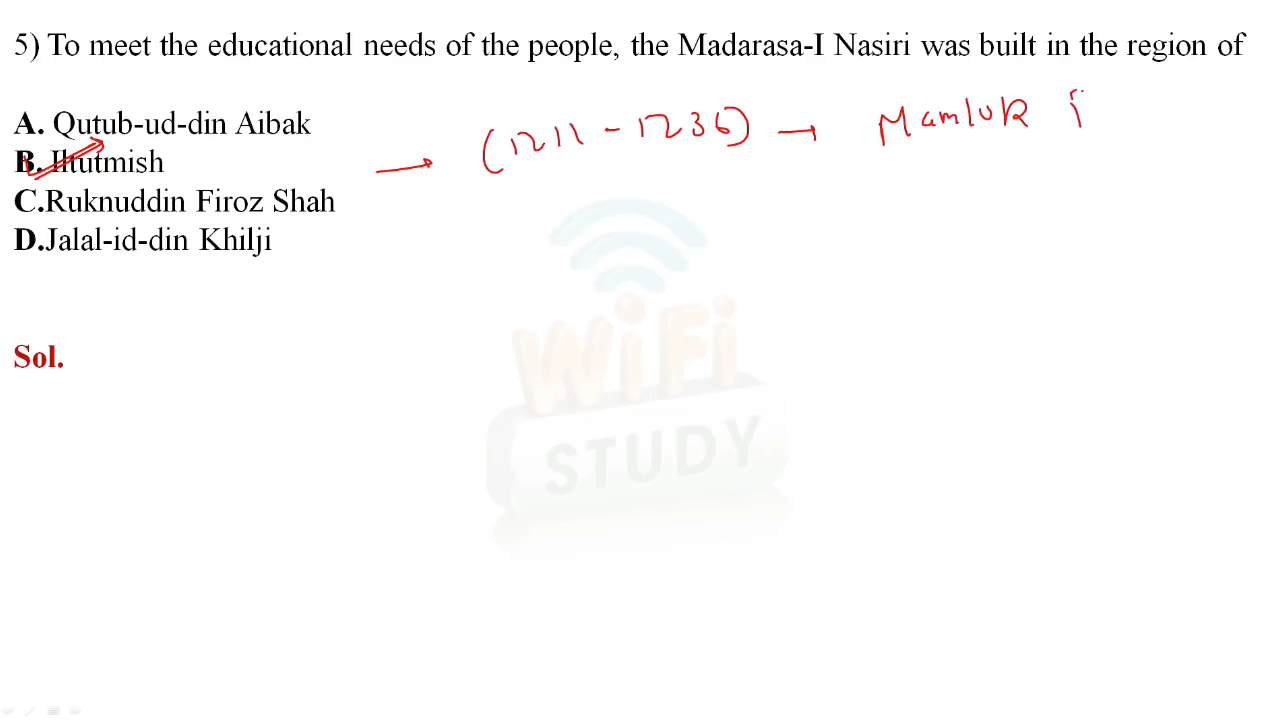 5) To meet the educational needs of the people, the Madarasa-I Nasiri was built in the region of
A. Qutub-ud-din Aibak
B. Iltutmish
(1211 - 1236) → Mamluk
C.Ruknuddin Firoz Shah
D.Jalal-id-din Khilji
Sol.
WiFi
STUDY